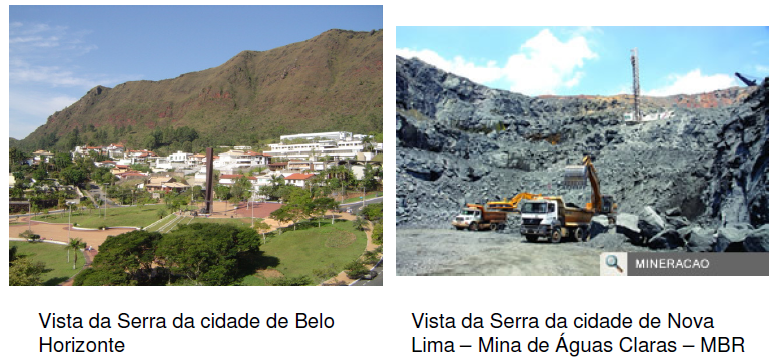 MINERACAO
Vista da Serra da cidade de Belo
Horizonte
Vista da Serra da cidade de Nova
Lima – Mina de Águas Claras – MBR